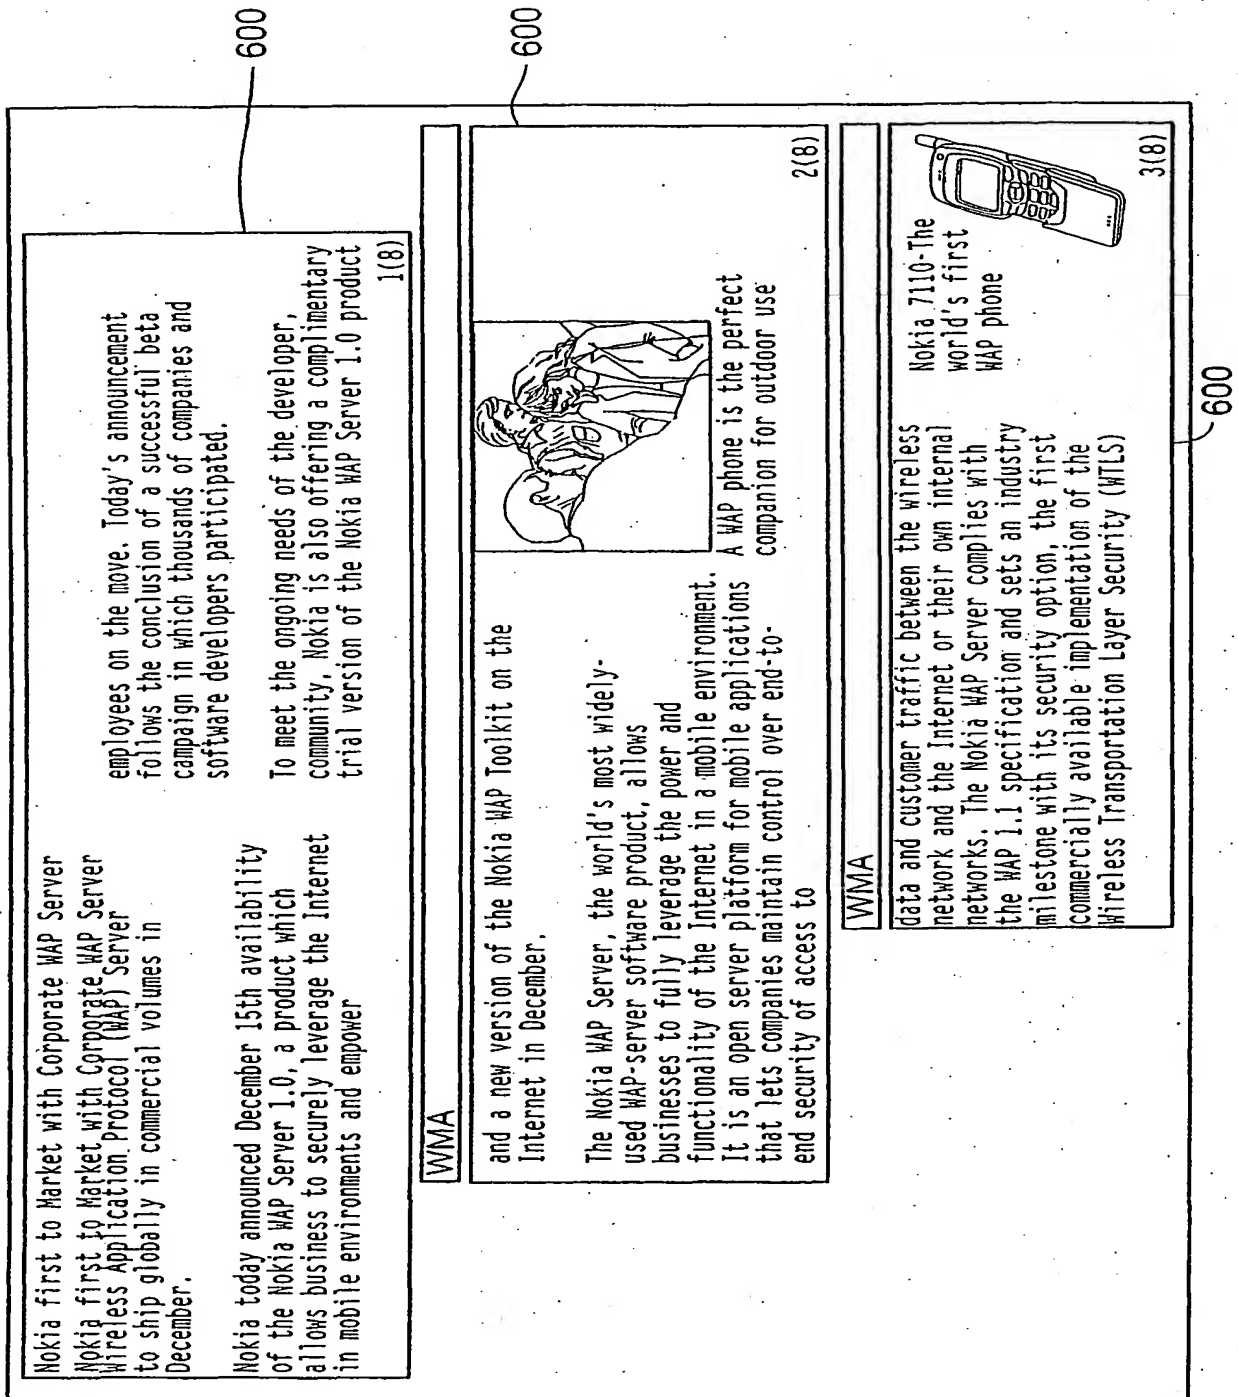 Nokia first to Market with Corporate WAP Server
Nokia first to Market with Corporate WAP Server
Wireless Application Protocol (WAP) Server
to ship globally in commercial volumes in
December.
Nokia today announced December 15th availability
of the Nokia WAP Server 1.0, a product which
allows business to securely leverage the Internet
in mobile environments and empower
employees on the move. Today's announcement
follows the conclusion of a successful beta
campaign in which thousands of companies and
software developers participated.
To meet the ongoing needs of the developer,
community, Nokia is also offering a complimentary
trial version of the Nokia WAP Server 1.0 product
1(8)
600
WMA
and a new version of the Nokia WAP Toolkit on the
Internet in December.
The Nokia WAP Server, the world's most widely-
used WAP-server software product, allows
businesses to fully leverage the power and
functionality of the Internet in a mobile environment.
It is an open server platform for mobile applications
that lets companies maintain control over end-to-
end security of access to
A WAP phone is the perfect
companion for outdoor use
2(8)
600
WMA
data and customer traffic between the wireless
network and the Internet or their own internal
networks. The Nokia WAP Server complies with
the WAP 1.1 specification and sets an industry
milestone with its security option, the first
commercially available implementation of the
Wireless Transportation Layer Security (WTLS)
Nokia 7110-The
world's first
WAP phone
3(8)
600